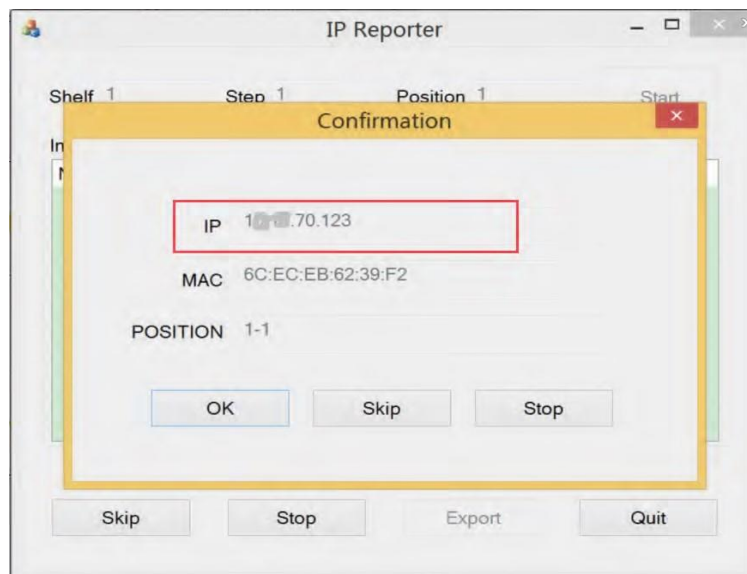 IP Reporter
Shelf 1 Step 1 Position 1 Start
Confirmation
In
IP .70.123
MAC 6C:EC:EB:62:39:F2
POSITION 1-1
OK Skip Stop
Skip Stop Export Quit